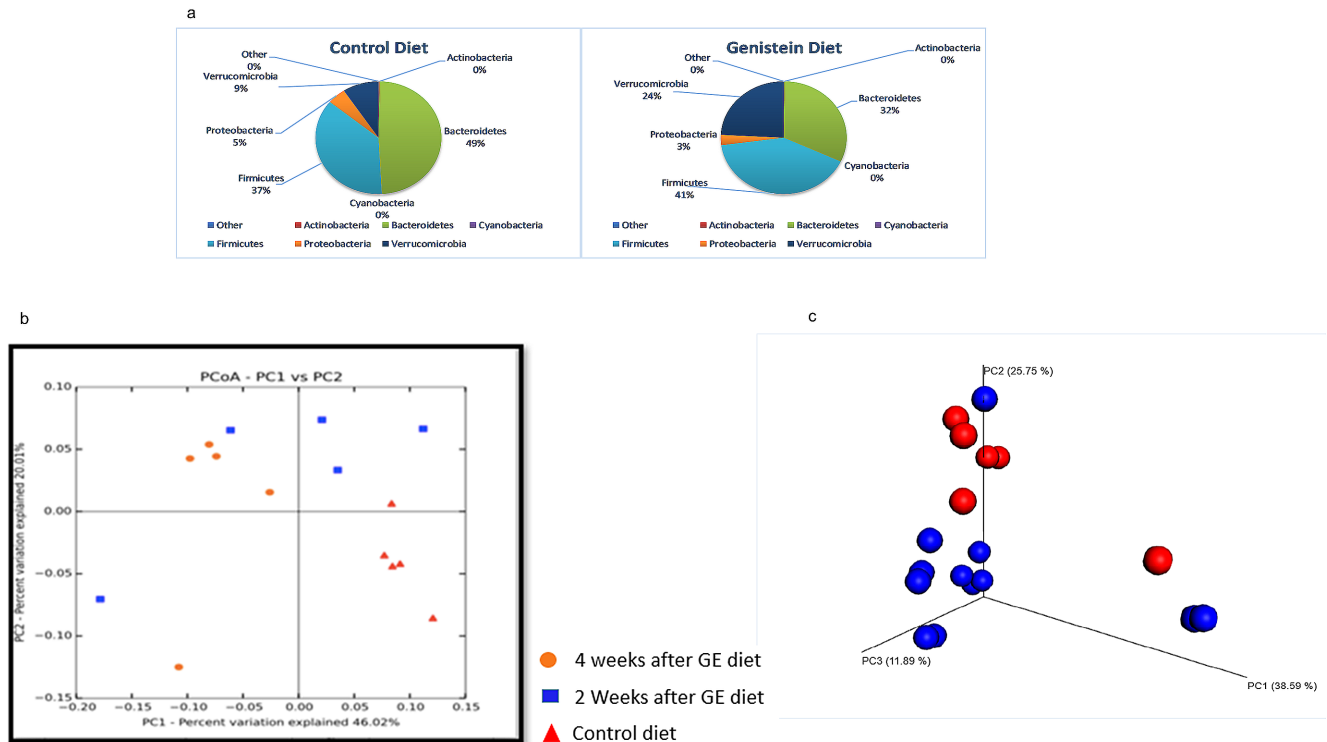 a
Control Diet
Other
0%
Actinobacteria
0%
Verrucomicrobia
9%
Proteobacteria
5%
Bacteroidetes
49%
Firmicutes
37%
Cyanobacteria
0%
Other Actinobacteria Bacteroidetes Cyanobacteria
Firmicutes Proteobacteria Verrucomicrobia
Genistein Diet
Other
0%
Actinobacteria
0%
Verrucomicrobia
24%
Bacteroidetes
32%
Proteobacteria
3%
Cyanobacteria
0%
Firmicutes
41%
Other Actinobacteria Bacteroidetes Cyanobacteria
Firmicutes Proteobacteria Verrucomicrobia
b
PCoA - PC1 vs PC2
PC2 - Percent variation explained 20.01%
0.10
0.05
0.00
−0.05
−0.10
−0.15
−0.20 −0.15 −0.10 −0.05 0.00 0.05 0.10 0.15
PC1 - Percent variation explained 46.02%
4 weeks after GE diet
2 Weeks after GE diet
Control diet
c
PC2 (25.75 %)
PC3 (11.89 %)
PC1 (38.59 %)